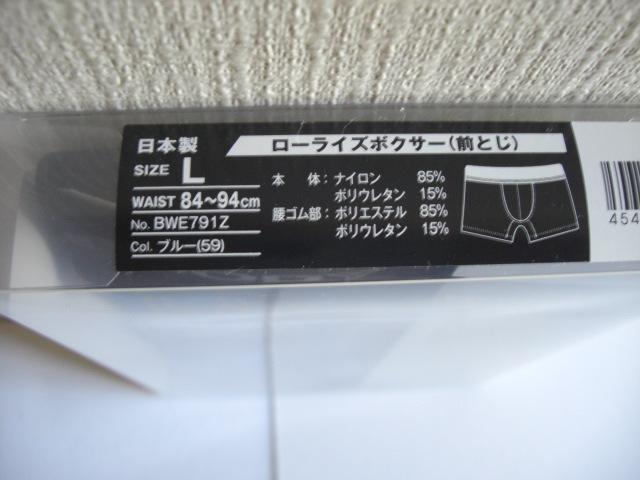 日本製
SIZE L
WAIST 84〜94cm
No. BWE791Z
Col. ブルー(59)
ローライズボクサー(前とじ)
本 体:ナイロン 85%
ポリウレタン 15%
腰ゴム部:ポリエステル 85%
ポリウレタン 15%
454